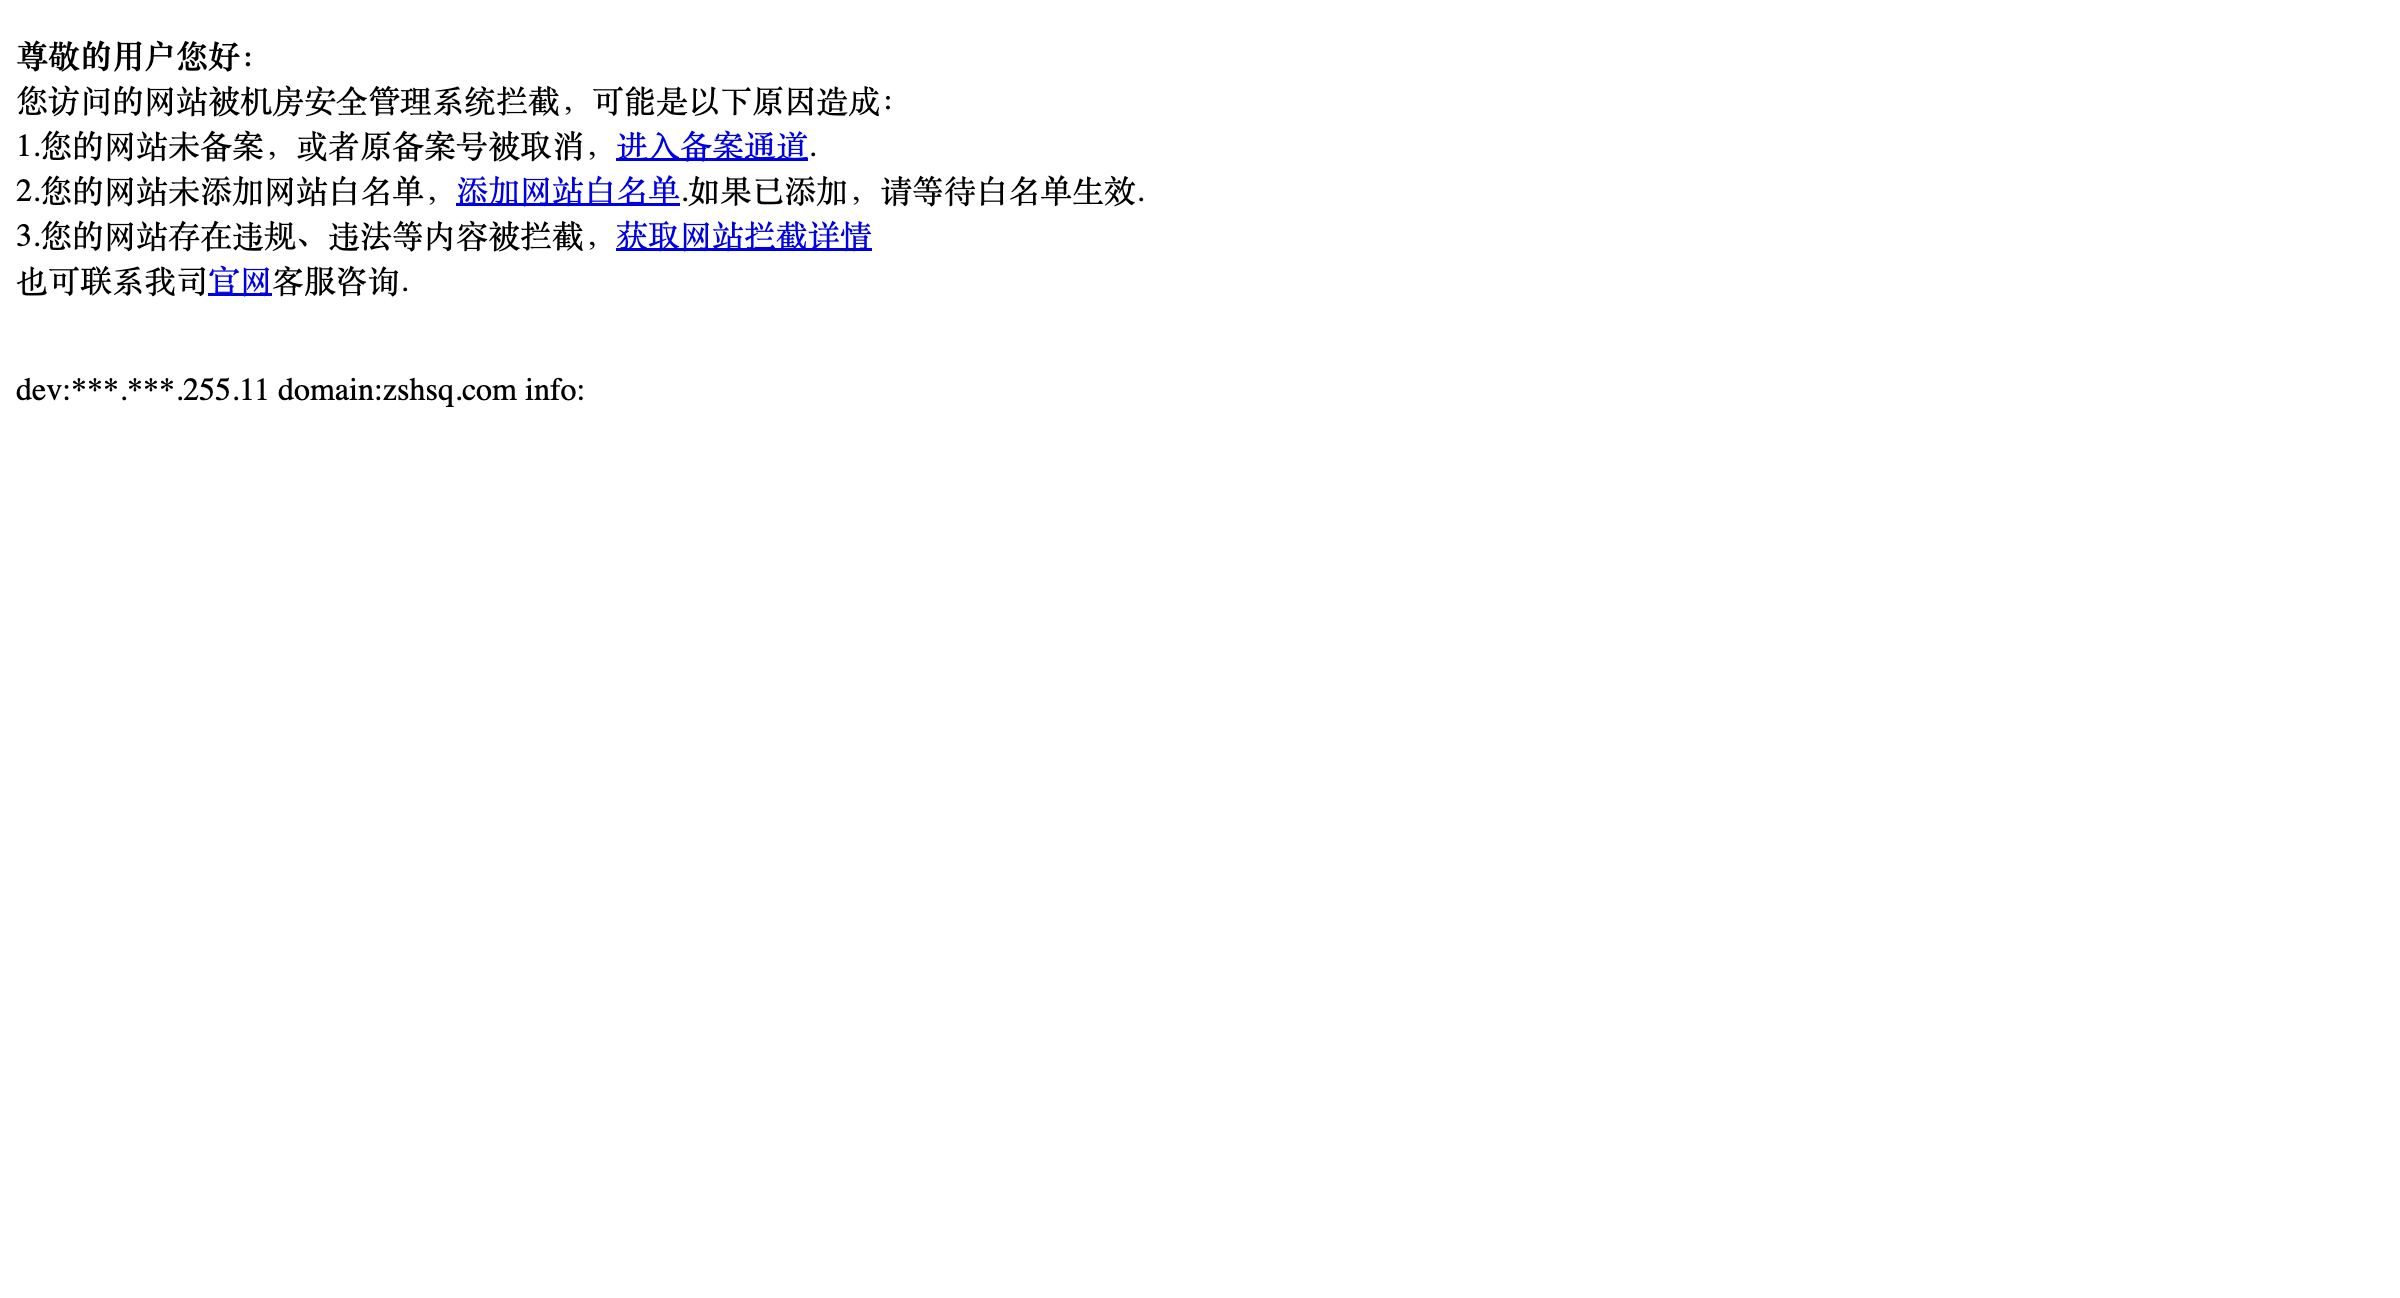 尊敬的用户您好：
您访问的网站被机房安全管理系统拦截，可能是以下原因造成：
1.您的网站未备案，或者原备案号被取消，进入备案通道.
2.您的网站未添加网站白名单，添加网站白名单.如果已添加，请等待白名单生效.
3.您的网站存在违规、违法等内容被拦截，获取网站拦截详情
也可联系我司官网客服咨询.
dev:***.***.255.11 domain:zshsq.com info: